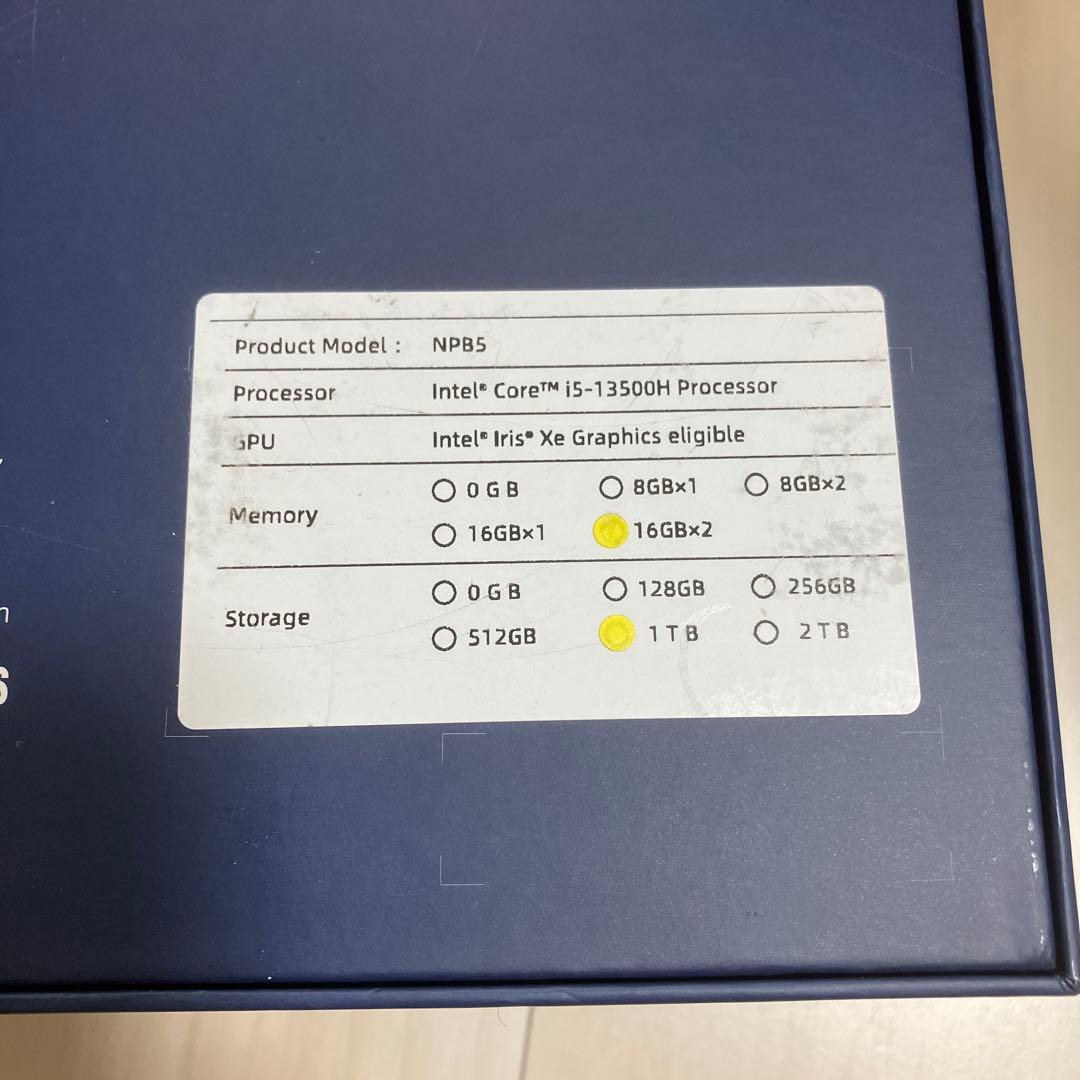 Product Model : NPB5
Processor Intel® Core™ i5-13500H Processor
GPU Intel® Iris® Xe Graphics eligible
Memory
0 G B 8GB×1 8GB×2
16GB×1 16GB×2
Storage
0 G B 128GB 256GB
512GB 1 T B 2 T B